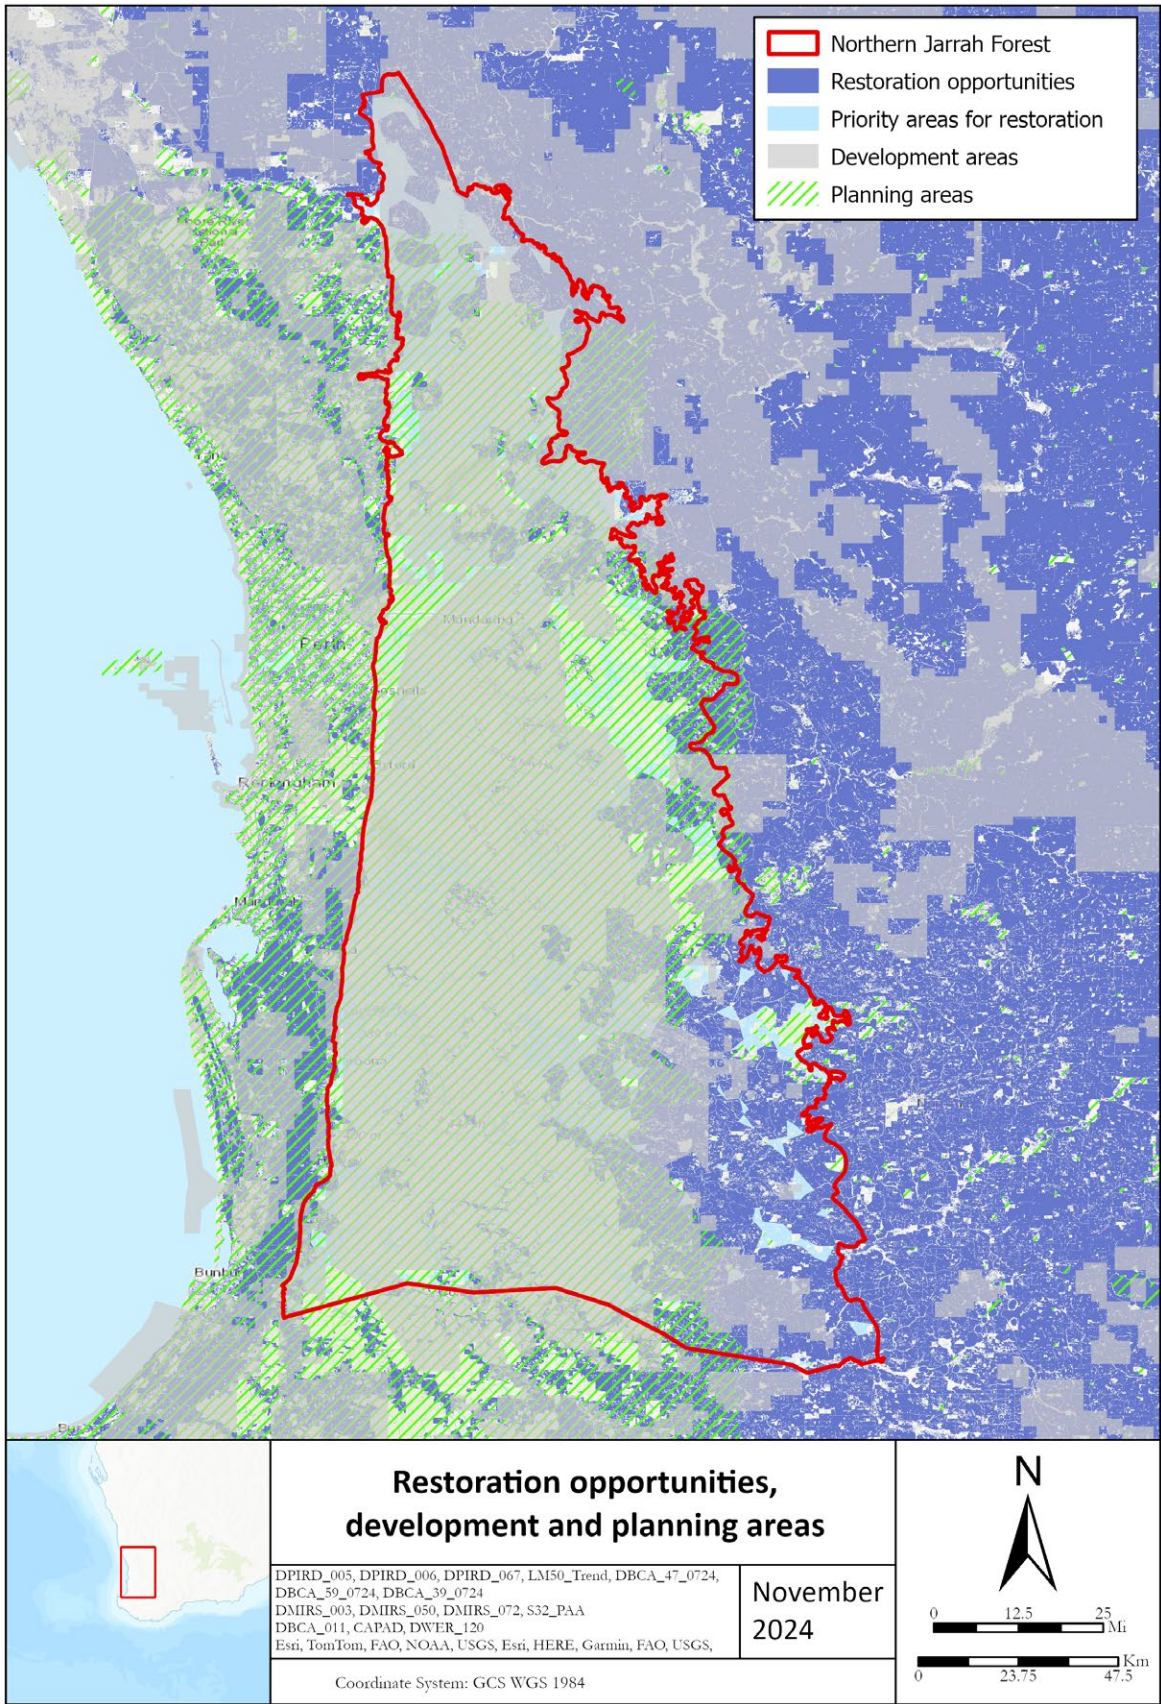 Northern Jarrah Forest
Restoration opportunities
Priority areas for restoration
Development areas
Planning areas
Mandaring
Rockingham
Restoration opportunities,
development and planning areas
DPIRD_005, DPIRD_006, DPIRD_067, LM50_Trend, DBCA_47_0724,
DBCA_59_0724, DBCA_39_0724
DMIRS_003, DMIRS_050, DMIRS_072, S32_PAA
DBCA_011, CAPAD, DWER_120
Esri, TomTom, FAO, NOAA, USGS, Esri, HERE, Garmin, FAO, USGS,
November
2024
Coordinate System: GCS WGS 1984
N
0 12.5 25
Mi
Km
0 23.75 47.5